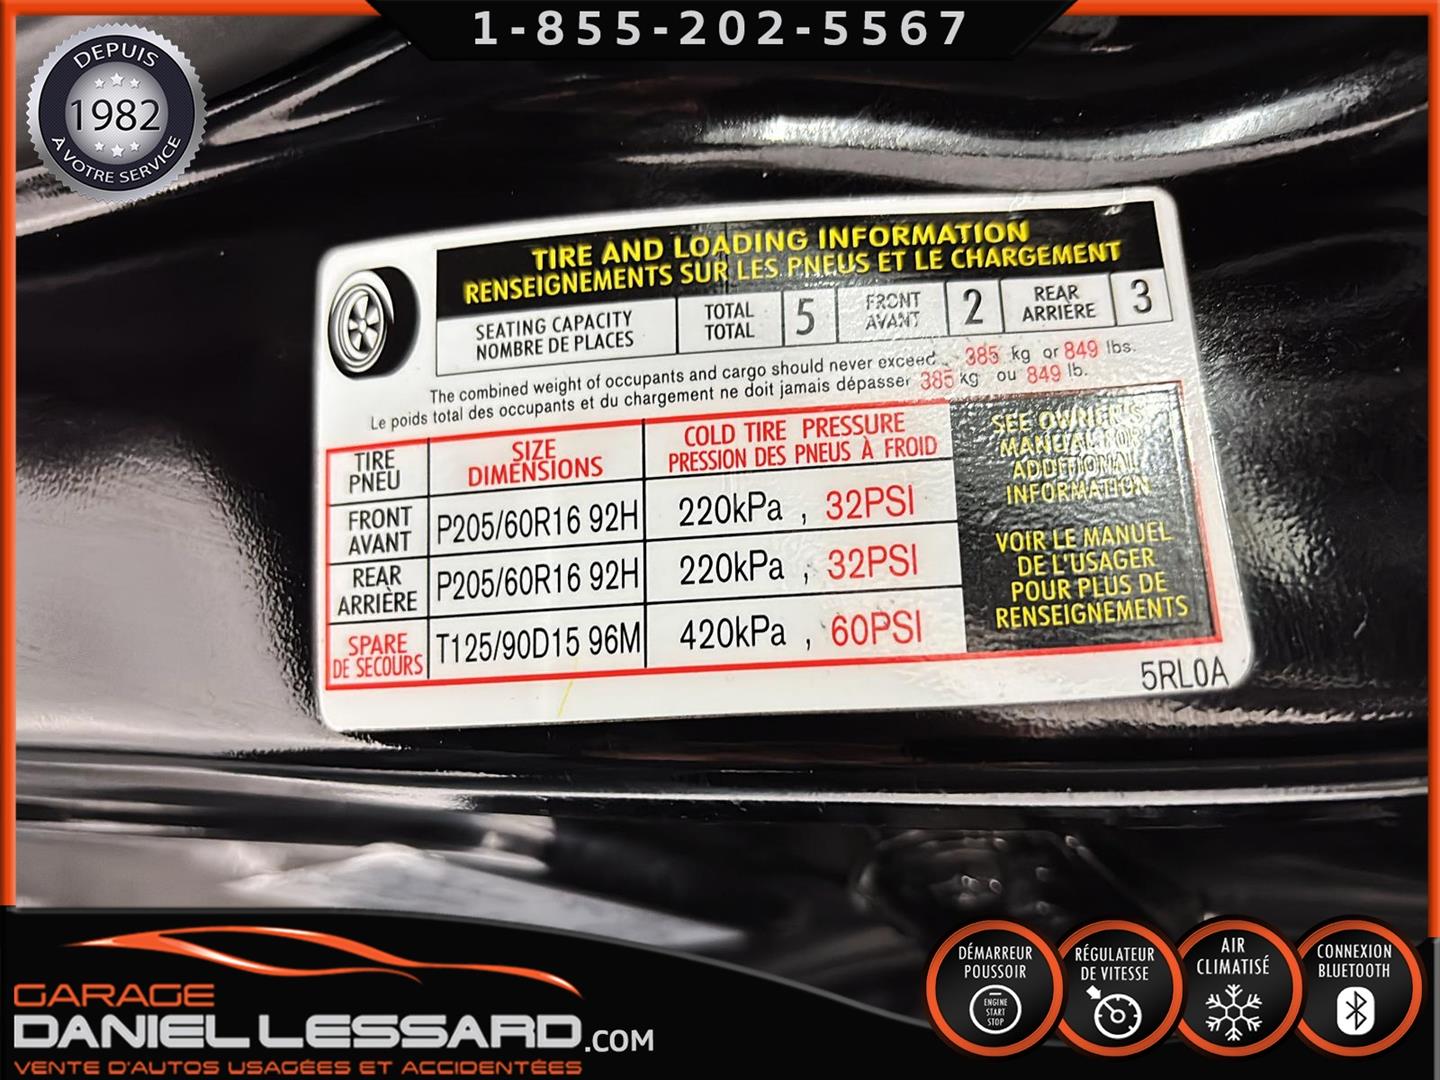 1-855-202-5567
DEPUIS
1982
À VOTRE SERVICE
TIRE AND LOADING INFORMATION
RENSEIGNEMENTS SUR LES PNEUS ET LE CHARGEMENT
SEATING CAPACITY
NOMBRE DE PLACES
TOTAL
TOTAL
5
FRONT
AVANT
2
REAR
ARRIÈRE
3
The combined weight of occupants and cargo should never exceed 385 kg or 849 lbs.
Le poids total des occupants et du chargement ne doit jamais dépasser 385 kg ou 849 lb.
TIRE
PNEU
SIZE
DIMENSIONS
COLD TIRE PRESSURE
PRESSION DES PNEUS À FROID
FRONT
AVANT
P205/60R16 92H
220kPa , 32PSI
REAR
ARRIÈRE
P205/60R16 92H
220kPa , 32PSI
SPARE
DE SECOURS
T125/90D15 96M
420kPa , 60PSI
SEE OWNER'S
MANUAL FOR
ADDITIONAL
INFORMATION
VOIR LE MANUEL
DE L'USAGER
POUR PLUS DE
RENSEIGNEMENTS
5RL0A
GARAGE
DANIEL LESSARD.COM
VENTE D'AUTOS USAGÉES ET ACCIDENTÉES
DÉMARREUR
POUSSOIR
ENGINE
START
STOP
RÉGULATEUR
DE VITESSE
AIR
CLIMATISÉ
CONNEXION
BLUETOOTH